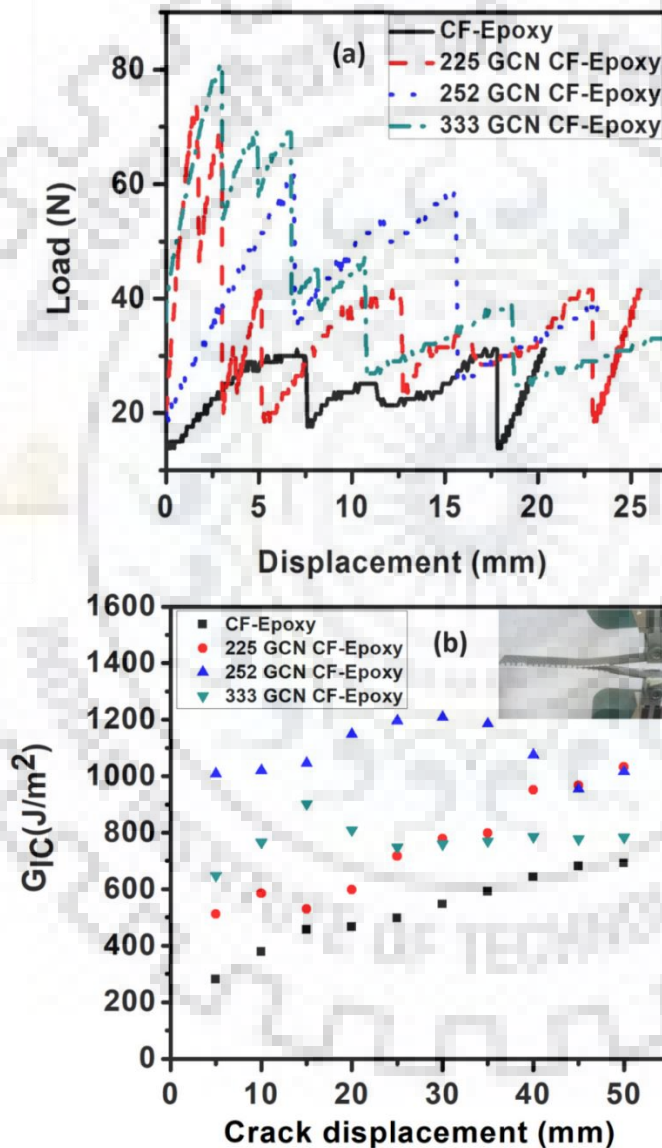 (a)
CF-Epoxy
225 GCN CF-Epoxy
252 GCN CF-Epoxy
333 GCN CF-Epoxy
80
60
40
20
Load (N)
0 5 10 15 20 25
Displacement (mm)
(b)
CF-Epoxy
225 GCN CF-Epoxy
252 GCN CF-Epoxy
333 GCN CF-Epoxy
1600
1400
1200
1000
800
600
400
200
0
GIC(J/m²)
0 10 20 30 40 50
Crack displacement (mm)
OF TECHN